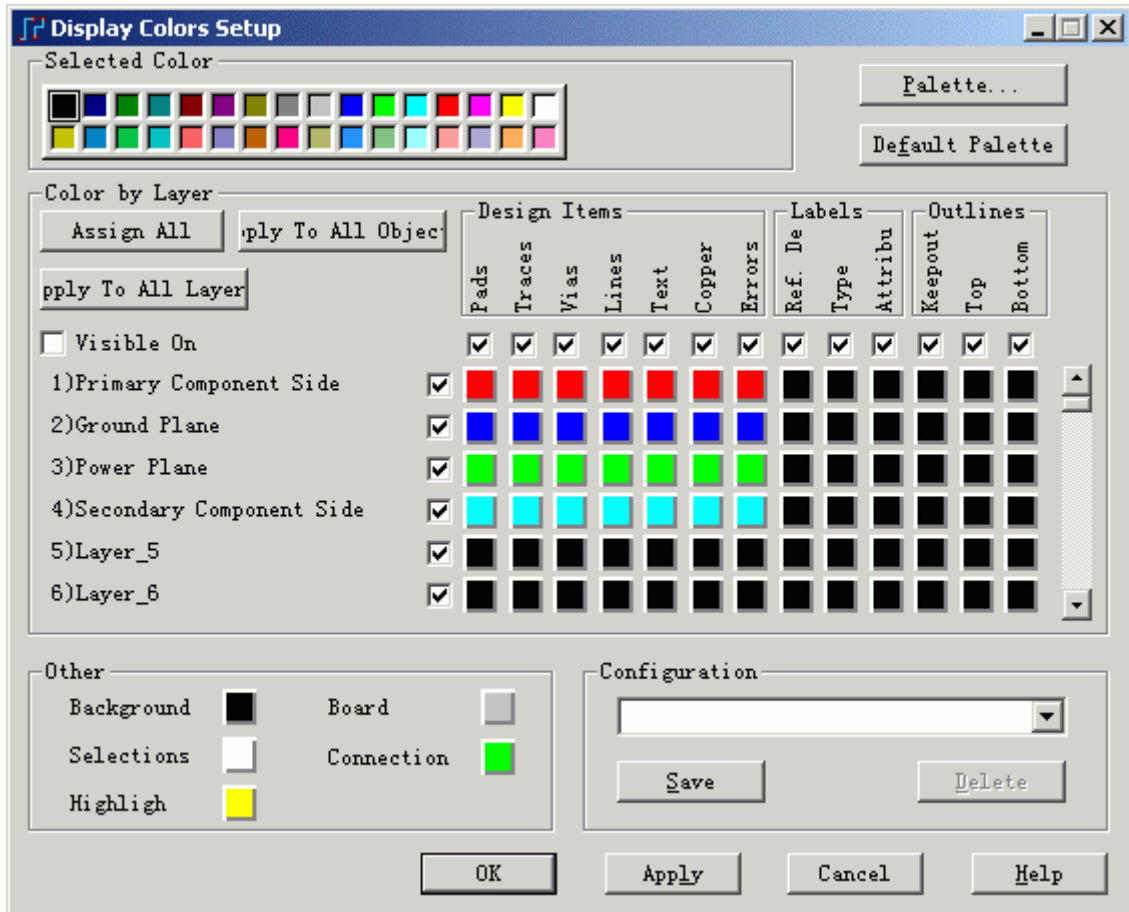 Display Colors Setup
Selected Color
Palette...
Default Palette
Color by Layer
Assign All
ply To All Objec
pply To All Layer
Design Items
Labels
Outlines
Pads
Traces
Vias
Lines
Text
Copper
Errors
Ref. De
Type
Attribu
Keepout
Top
Bottom
Visible On
1)Primary Component Side
2)Ground Plane
3)Power Plane
4)Secondary Component Side
5)Layer_5
6)Layer_6
Other
Background
Board
Selections
Connection
Highligh
Configuration
Save
Delete
OK
Apply
Cancel
Help